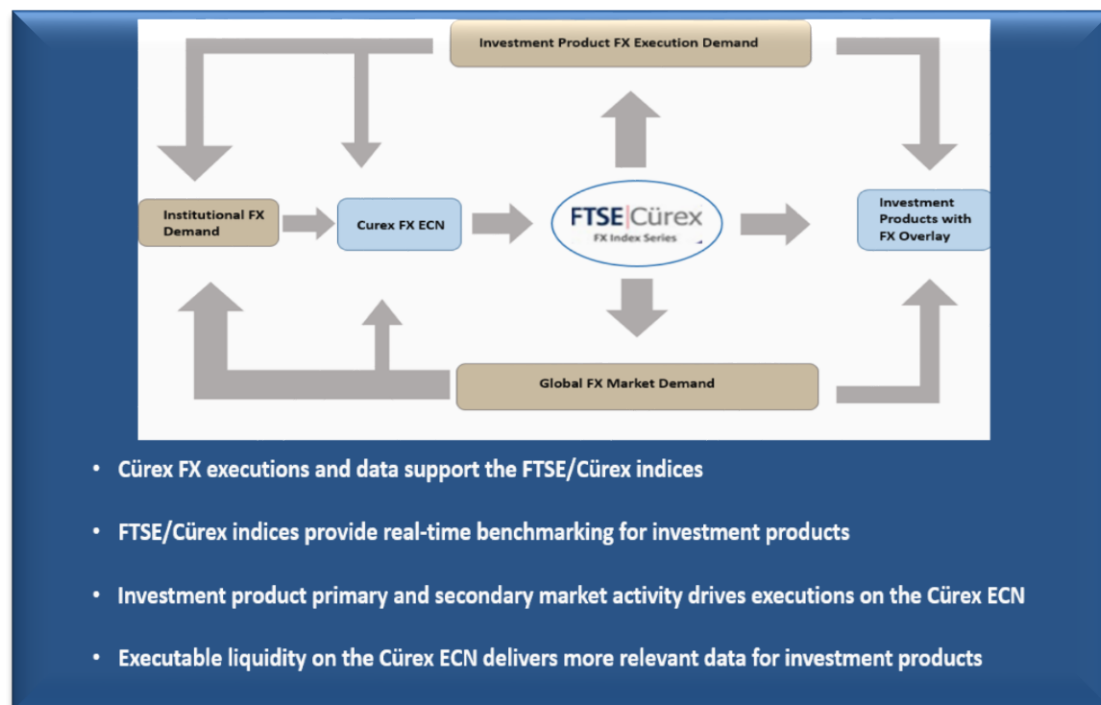 Investment Product FX Execution Demand
Institutional FX
Demand
Curex FX ECN
FTSE|Cürex
FX Index Series
Investment
Products with
FX Overlay
Global FX Market Demand
• Cürex FX executions and data support the FTSE/Cürex indices
• FTSE/Cürex indices provide real-time benchmarking for investment products
• Investment product primary and secondary market activity drives executions on the Cürex ECN
• Executable liquidity on the Cürex ECN delivers more relevant data for investment products